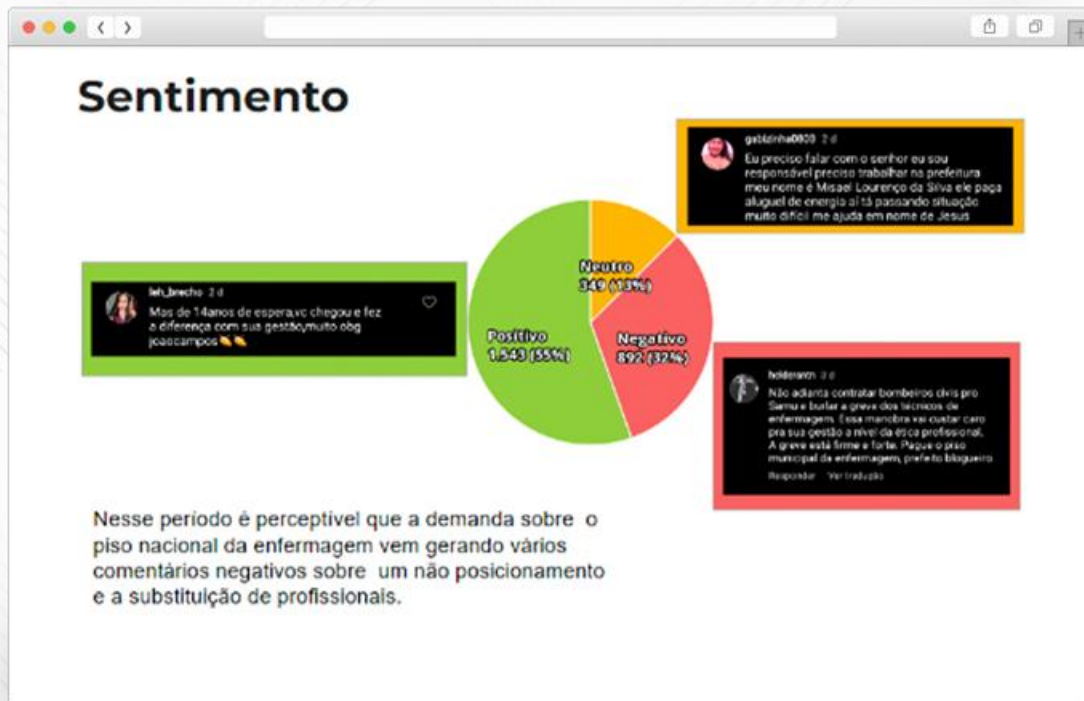 Sentimento
gabizinha0800 2 d
Eu preciso falar com o senhor eu sou
responsável preciso trabalhar na prefeitura
meu nome é Misael Lourenço da Silva ele paga
aluguel de energia aí tá passando situação
muito difícil me ajuda em nome de Jesus
leh_brecho 2 d
Mas de 14anos de espera,vc chegou e fez
a diferença com sua gestão,muito obg
joaocampos👏👏
Neutro
349 (13%)
Positivo
1.543 (55%)
Negativo
892 (32%)
3 d
Não adianta contratar bombeiros civis pro
Samu e burlar a greve dos técnicos de
enfermagem. Essa manobra vai custar caro
pra sua gestão a nível da ética profissional.
A greve está firme e forte. Pague o piso
municipal da enfermagem, prefeito blogueiro
Responder Ver tradução
Nesse período é perceptivel que a demanda sobre o
piso nacional da enfermagem vem gerando vários
comentários negativos sobre um não posicionamento
e a substituição de profissionais.